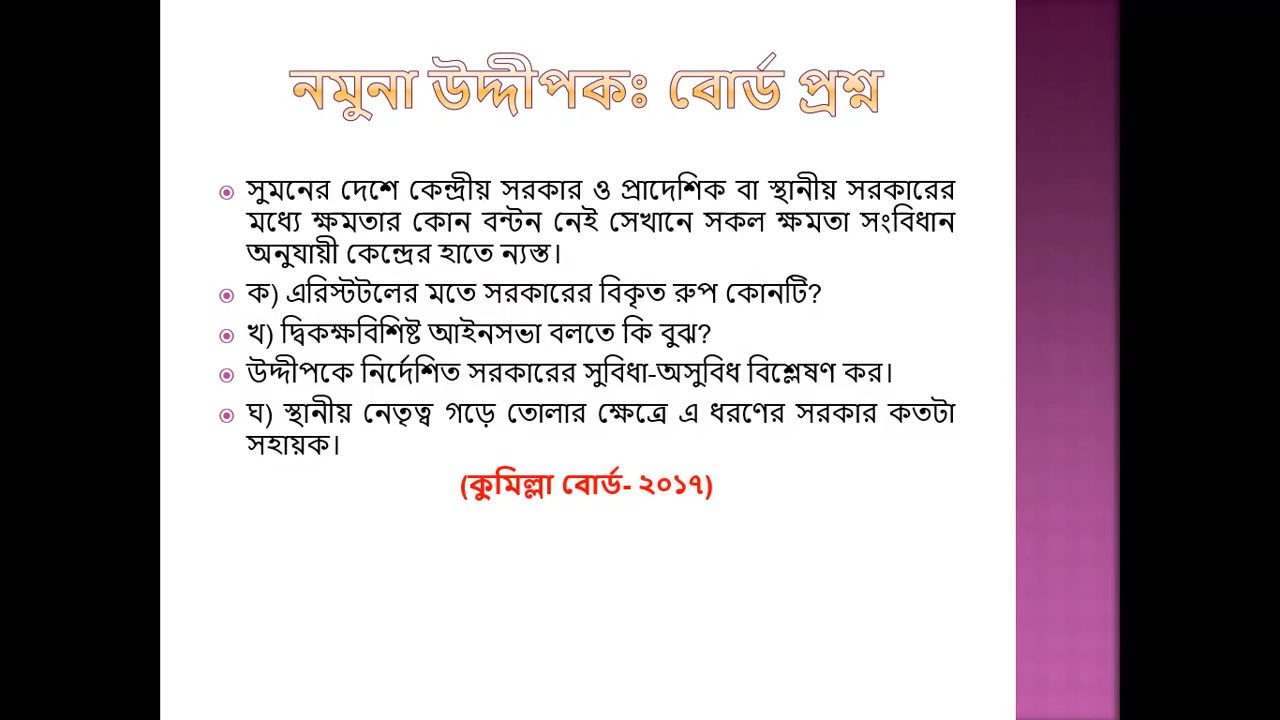 নমুনা উদ্দীপকঃ বোর্ড প্রশ্ন
সুমনের দেশে কেন্দ্রীয় সরকার ও প্রাদেশিক বা স্থানীয় সরকারের
মধ্যে ক্ষমতার কোন বন্টন নেই সেখানে সকল ক্ষমতা সংবিধান
অনুযায়ী কেন্দ্রের হাতে ন্যস্ত।
ক) এরিস্টটলের মতে সরকারের বিকৃত রুপ কোনটি?
খ) দ্বিকক্ষবিশিষ্ট আইনসভা বলতে কি বুঝ?
উদ্দীপকে নির্দেশিত সরকারের সুবিধা-অসুবিধ বিশ্লেষণ কর।
ঘ) স্থানীয় নেতৃত্ব গড়ে তোলার ক্ষেত্রে এ ধরণের সরকার কতটা
সহায়ক।
(কুমিল্লা বোর্ড- ২০১৭)